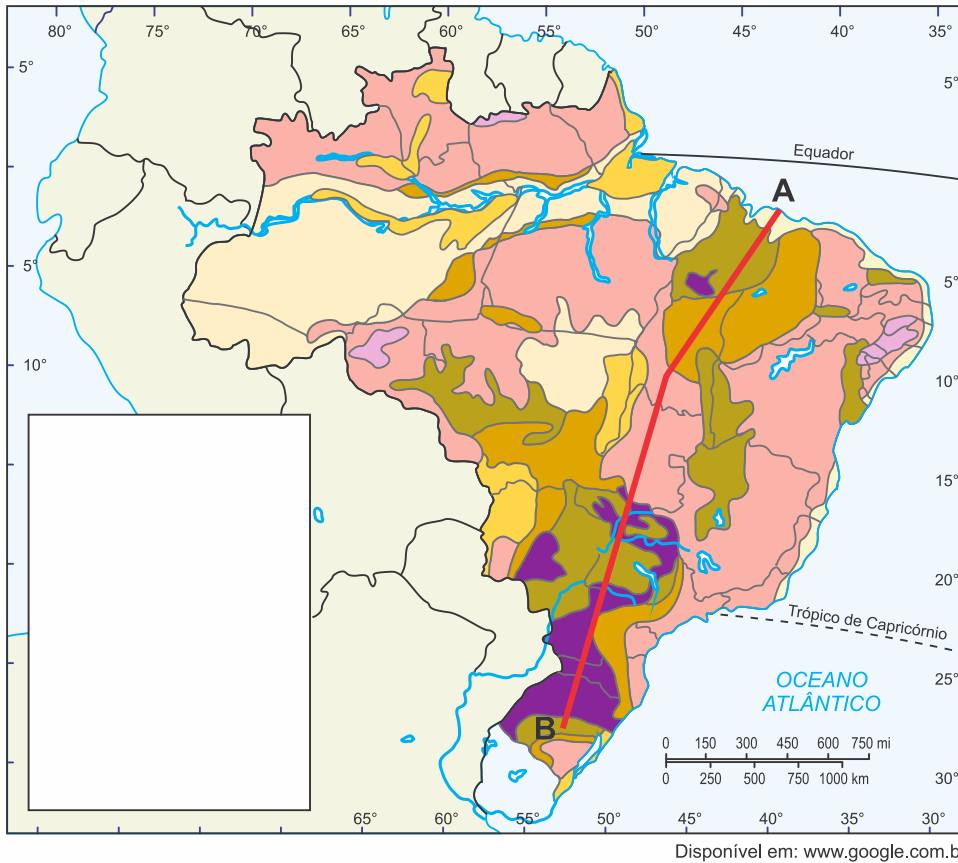 80° 75° 65° 60° 55° 50° 45° 40° 35°
5° 5°
Equador
A
5° 5°
10° 10°
15°
20°
Trópico de Capricórnio
25°
OCEANO
ATLÂNTICO
B
0 150 300 450 600 750 mi
0 250 500 750 1000 km
30°
65° 60° 55° 50° 45° 40° 35°
Disponível em: www.google.com.b